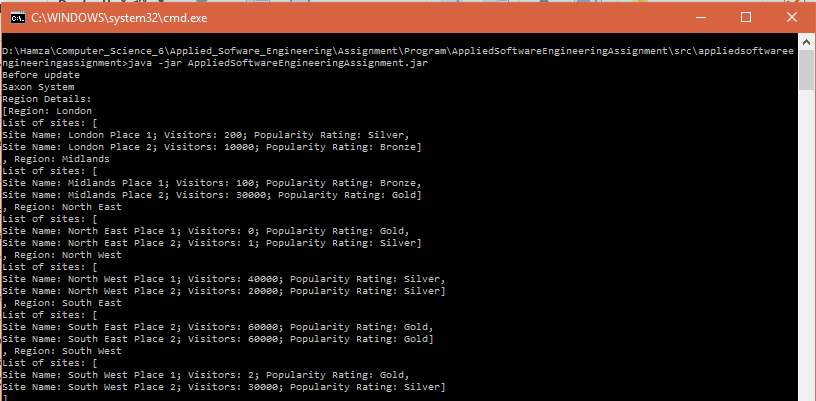 C:\WINDOWS\system32\cmd.exe
D:\Hamza\Computer_Science_6\Applied_Sofware_Engineering\Assignment\Program\AppliedSoftwareEngineeringAssignment\src\appliedsoftwaree
ngineeringassignment>java -jar AppliedSoftwareEngineeringAssignment.jar
Before update
Saxon System
Region Details:
[Region: London
List of sites: [
Site Name: London Place 1; Visitors: 200; Popularity Rating: Silver,
Site Name: London Place 2; Visitors: 10000; Popularity Rating: Bronze]
, Region: Midlands
List of sites: [
Site Name: Midlands Place 1; Visitors: 100; Popularity Rating: Bronze,
Site Name: Midlands Place 2; Visitors: 30000; Popularity Rating: Gold]
, Region: North East
List of sites: [
Site Name: North East Place 1; Visitors: 0; Popularity Rating: Gold,
Site Name: North East Place 2; Visitors: 1; Popularity Rating: Silver]
, Region: North West
List of sites: [
Site Name: North West Place 1; Visitors: 40000; Popularity Rating: Silver,
Site Name: North West Place 2; Visitors: 20000; Popularity Rating: Silver]
, Region: South East
List of sites: [
Site Name: South East Place 2; Visitors: 60000; Popularity Rating: Gold,
Site Name: South East Place 2; Visitors: 60000; Popularity Rating: Gold]
, Region: South West
List of sites: [
Site Name: South West Place 1; Visitors: 2; Popularity Rating: Gold,
Site Name: South West Place 2; Visitors: 30000; Popularity Rating: Silver]
]